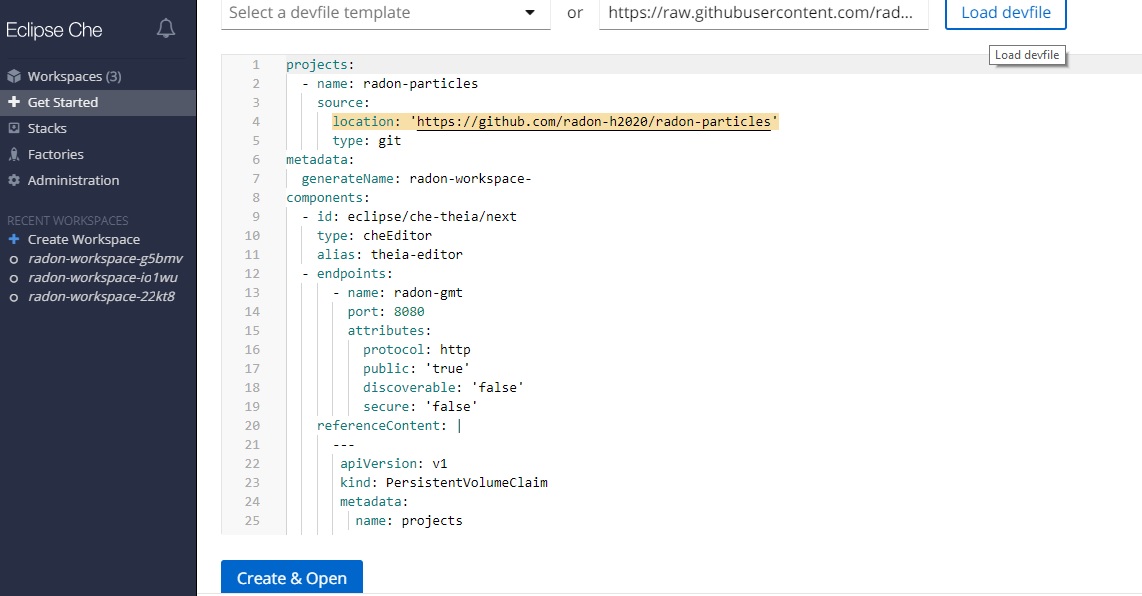 Eclipse Che
Workspaces (3)
Get Started
Stacks
Factories
Administration
RECENT WORKSPACES
Create Workspace
radon-workspace-g5bmv
radon-workspace-io1wu
radon-workspace-22kt8
Select a devfile template or https://raw.githubusercontent.com/rad... Load devfile
Load devfile
1 projects:
2 - name: radon-particles
3 source:
4 location: 'https://github.com/radon-h2020/radon-particles'
5 type: git
6 metadata:
7 generateName: radon-workspace-
8 components:
9 - id: eclipse/che-theia/next
10 type: cheEditor
11 alias: theia-editor
12 - endpoints:
13 - name: radon-gmt
14 port: 8080
15 attributes:
16 protocol: http
17 public: 'true'
18 discoverable: 'false'
19 secure: 'false'
20 referenceContent: |
21 ---
22 apiVersion: v1
23 kind: PersistentVolumeClaim
24 metadata:
25 name: projects
Create & Open